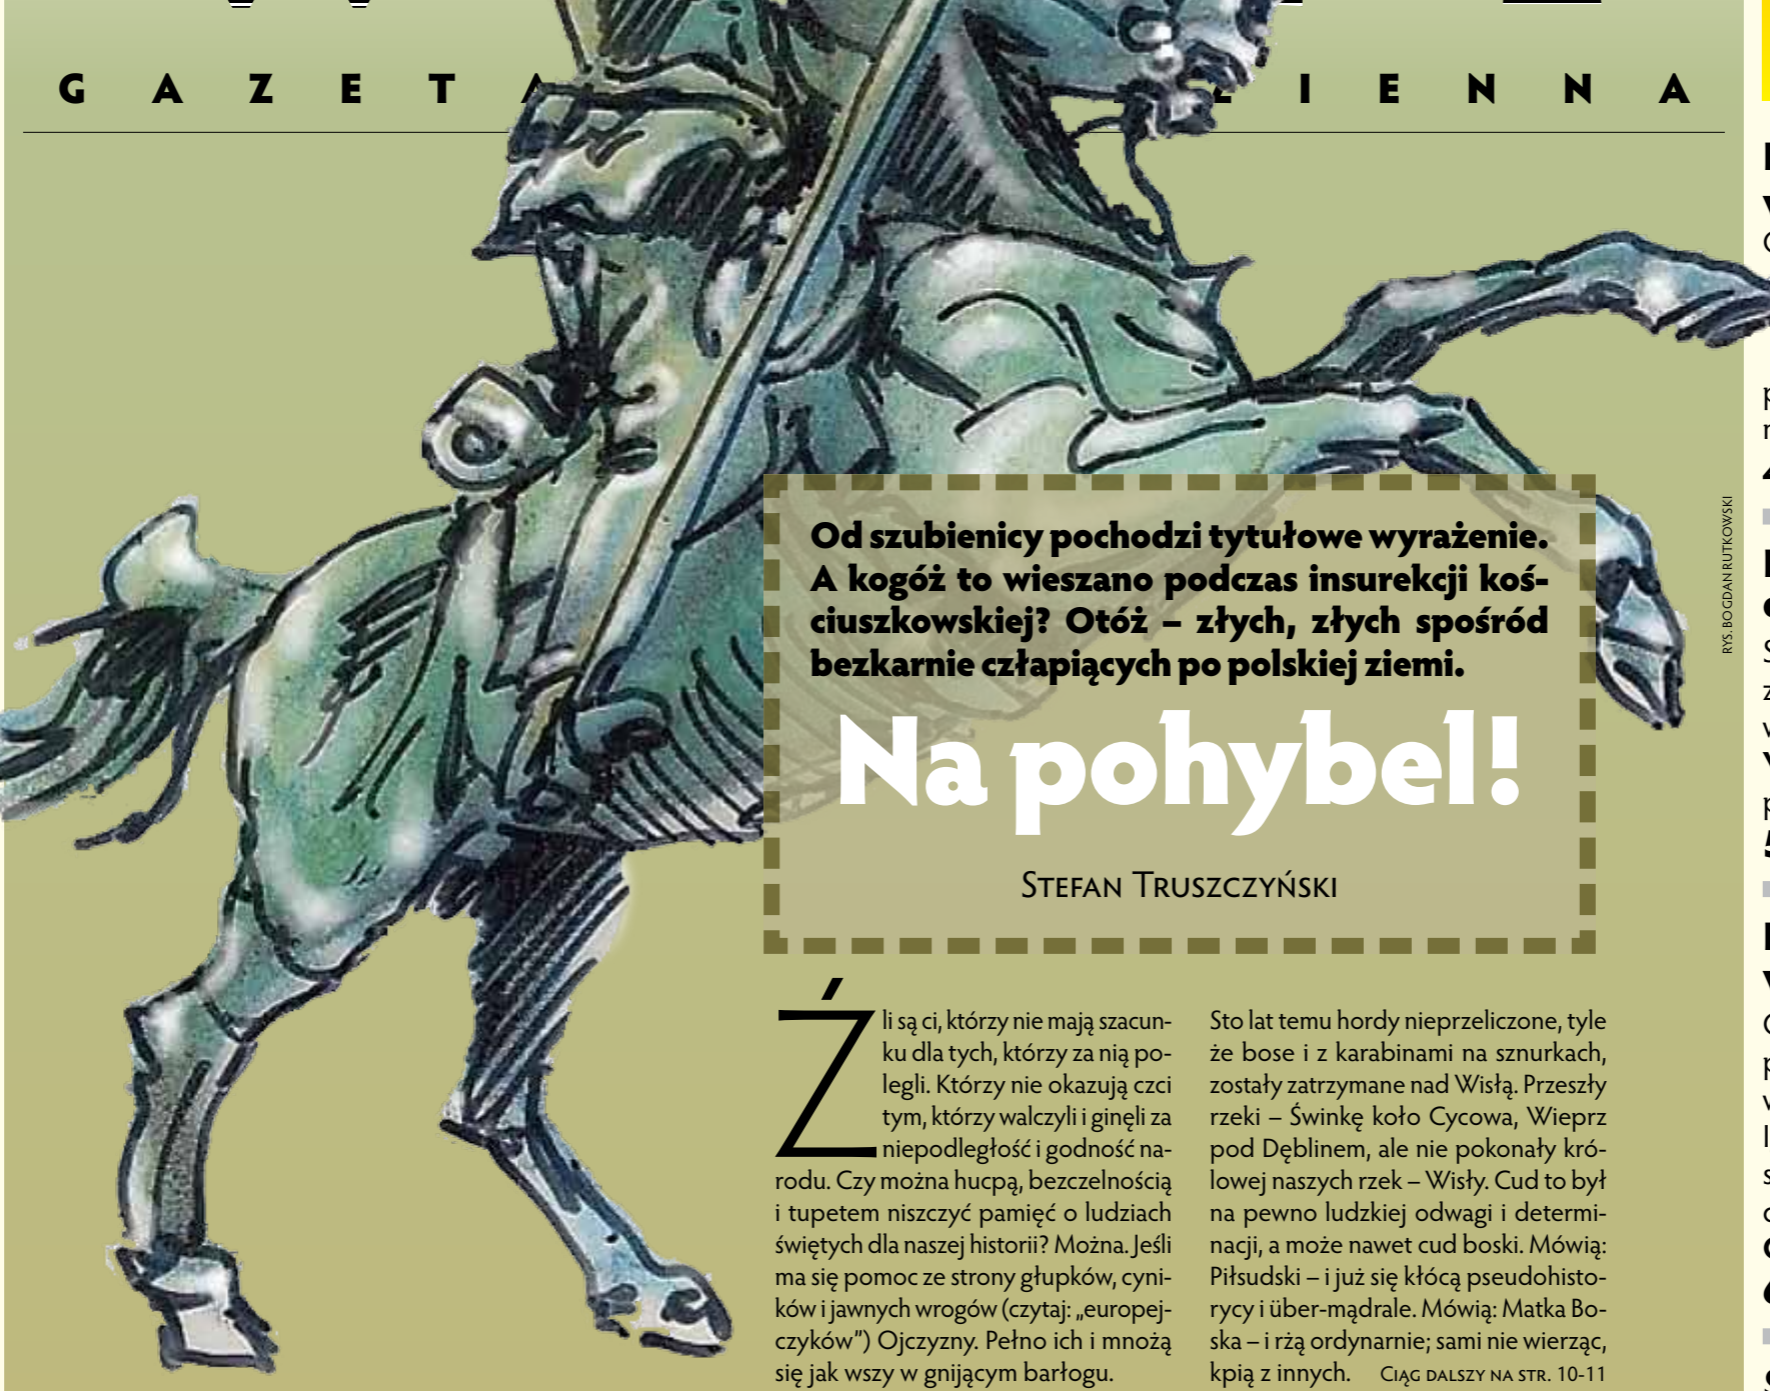 GAZETA
ZIENNA
RYS. BOGDAN RUTKOWSKI
Od szubienicy pochodzi tytułowe wyrażenie.
A kogóż to wieszano podczas insurekcji koś-
ciuszkowskiej? Otóż – złych, złych spośród
bezkarnie człapiących po polskiej ziemi.
Na pohybel!
STEFAN TRUSZCZYŃSKI
Źli są ci, którzy nie mają szacun-
ku dla tych, którzy za nią po-
legli. Którzy nie okazują czci
tym, którzy walczyli i ginęli za
niepodległość i godność na-
rodu. Czy można hucpą, bezczelnością
i tupetem niszczyć pamięć o ludziach
świętych dla naszej historii? Można. Jeśli
ma się pomoc ze strony głupków, cyni-
ków i jawnych wrogów (czytaj: „europej-
czyków”) Ojczyzny. Pełno ich i mnożą
się jak wszy w gnijącym barłogu.
Sto lat temu hordy nieprzeliczone, tyle
że bose i z karabinami na sznurkach,
zostały zatrzymane nad Wisłą. Przeszły
rzeki – Świnkę koło Cycowa, Wieprz
pod Dęblinem, ale nie pokonały kró-
lowej naszych rzek – Wisły. Cud to był
na pewno ludzkiej odwagi i determi-
nacji, a może nawet cud boski. Mówią:
Piłsudski – i już się kłócą pseudohisto-
rycy i über-mądrale. Mówią: Matka Bo-
ska – i rżą ordynarnie; sami nie wierząc,
kpią z innych. CIĄG DALSZY NA STR. 10-11